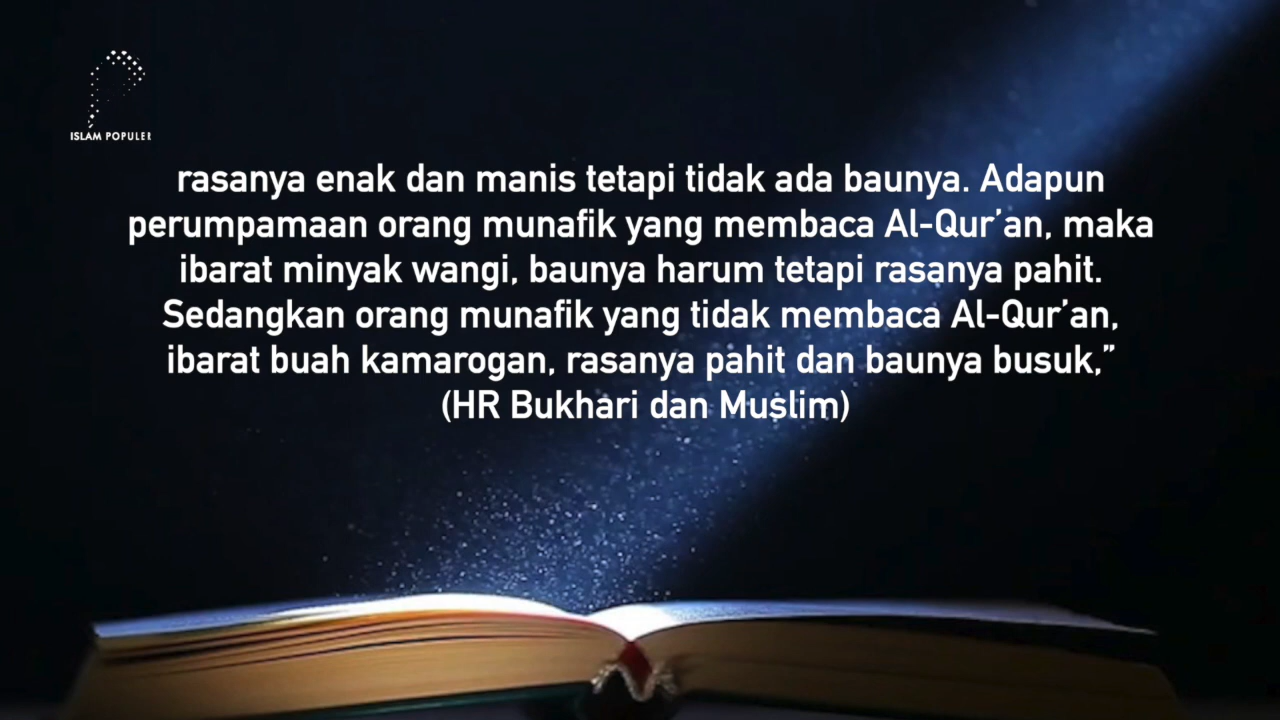 ISLAM POPULER
rasanya enak dan manis tetapi tidak ada baunya. Adapun
perumpamaan orang munafik yang membaca Al-Qur’an, maka
ibarat minyak wangi, baunya harum tetapi rasanya pahit.
Sedangkan orang munafik yang tidak membaca Al-Qur’an,
ibarat buah kamarogan, rasanya pahit dan baunya busuk,”
(HR Bukhari dan Muslim)